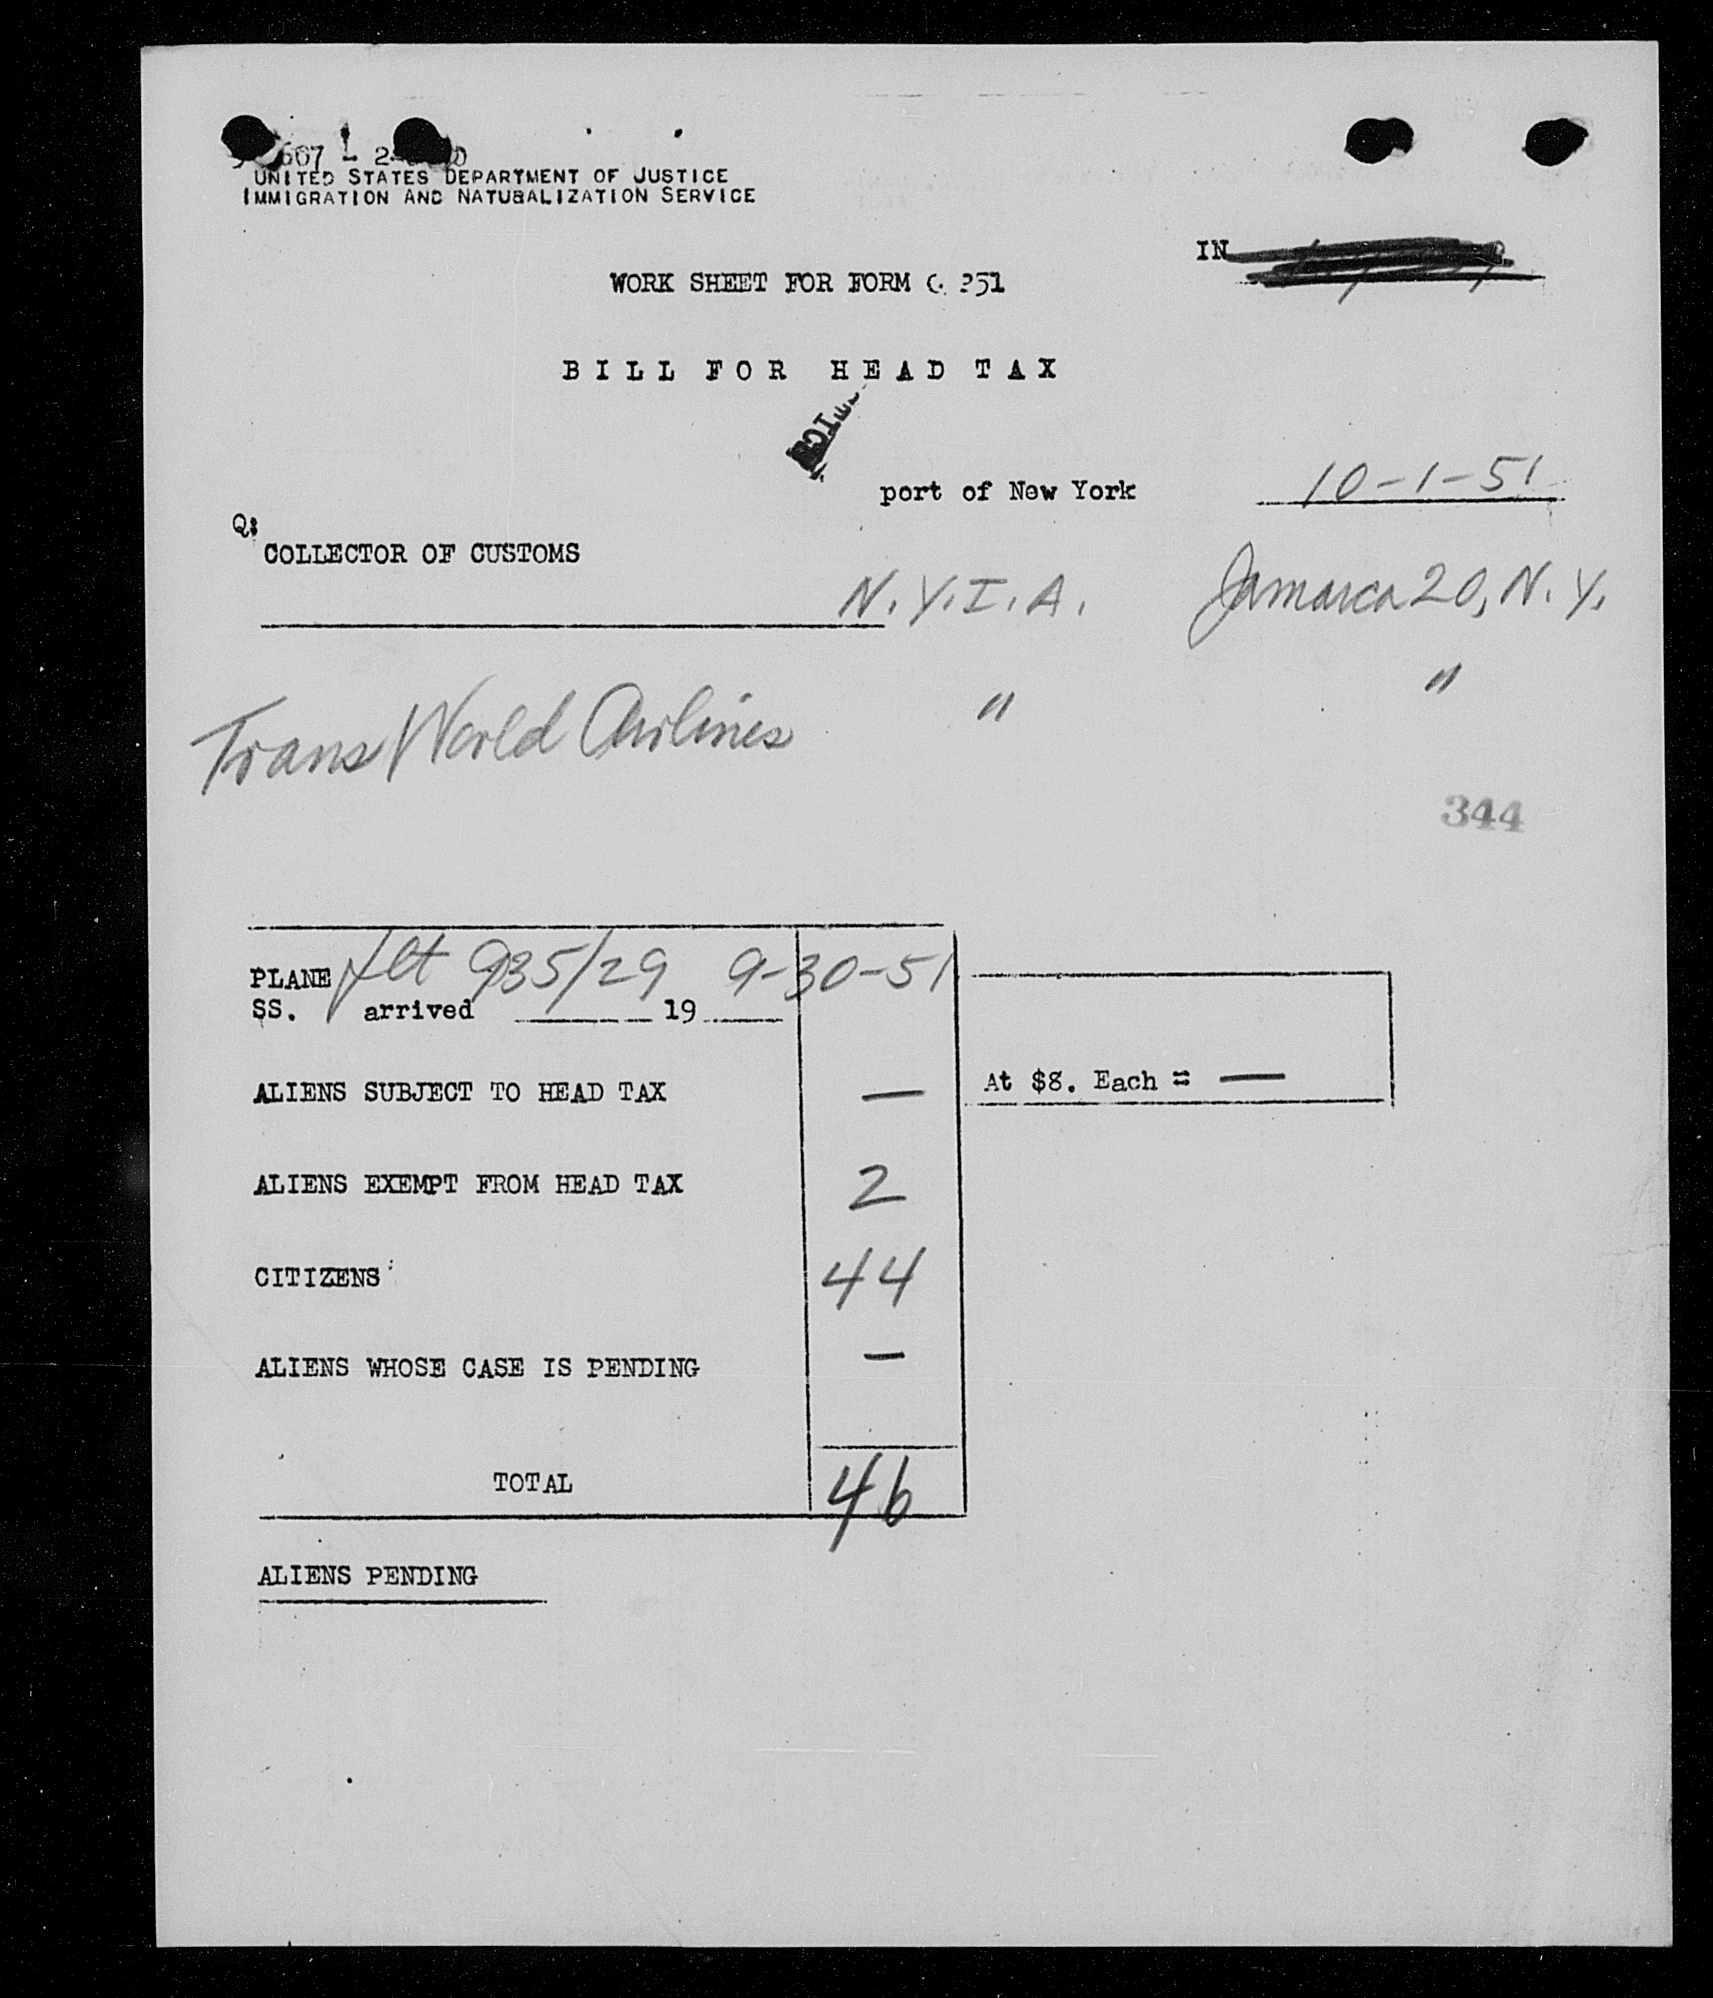 UNITED STATES DEPARTMENT OF JUSTICE
IMMIGRATION AND NATURALIZATION SERVICE
IN
WORK SHEET FOR FORM 351
BILL FOR HEAD TAX
port of New York 10-1-51
COLLECTOR OF CUSTOMS
N.Y.I.A. Jamaica 20, N.Y.
Trans World Airlines " "
344
PLANE flt 935/29 9-30-51
SS. arrived 19
ALIENS SUBJECT TO HEAD TAX — At $8. Each = —
ALIENS EXEMPT FROM HEAD TAX 2
CITIZENS 44
ALIENS WHOSE CASE IS PENDING —
TOTAL 46
ALIENS PENDING